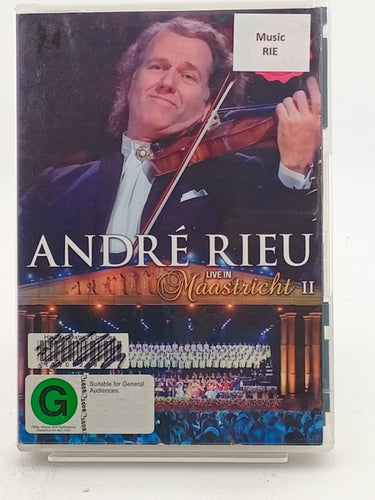 Music
RIE
ANDRÉ RIEU
LIVE IN
Maastricht II
G
Suitable for General
Audiences.